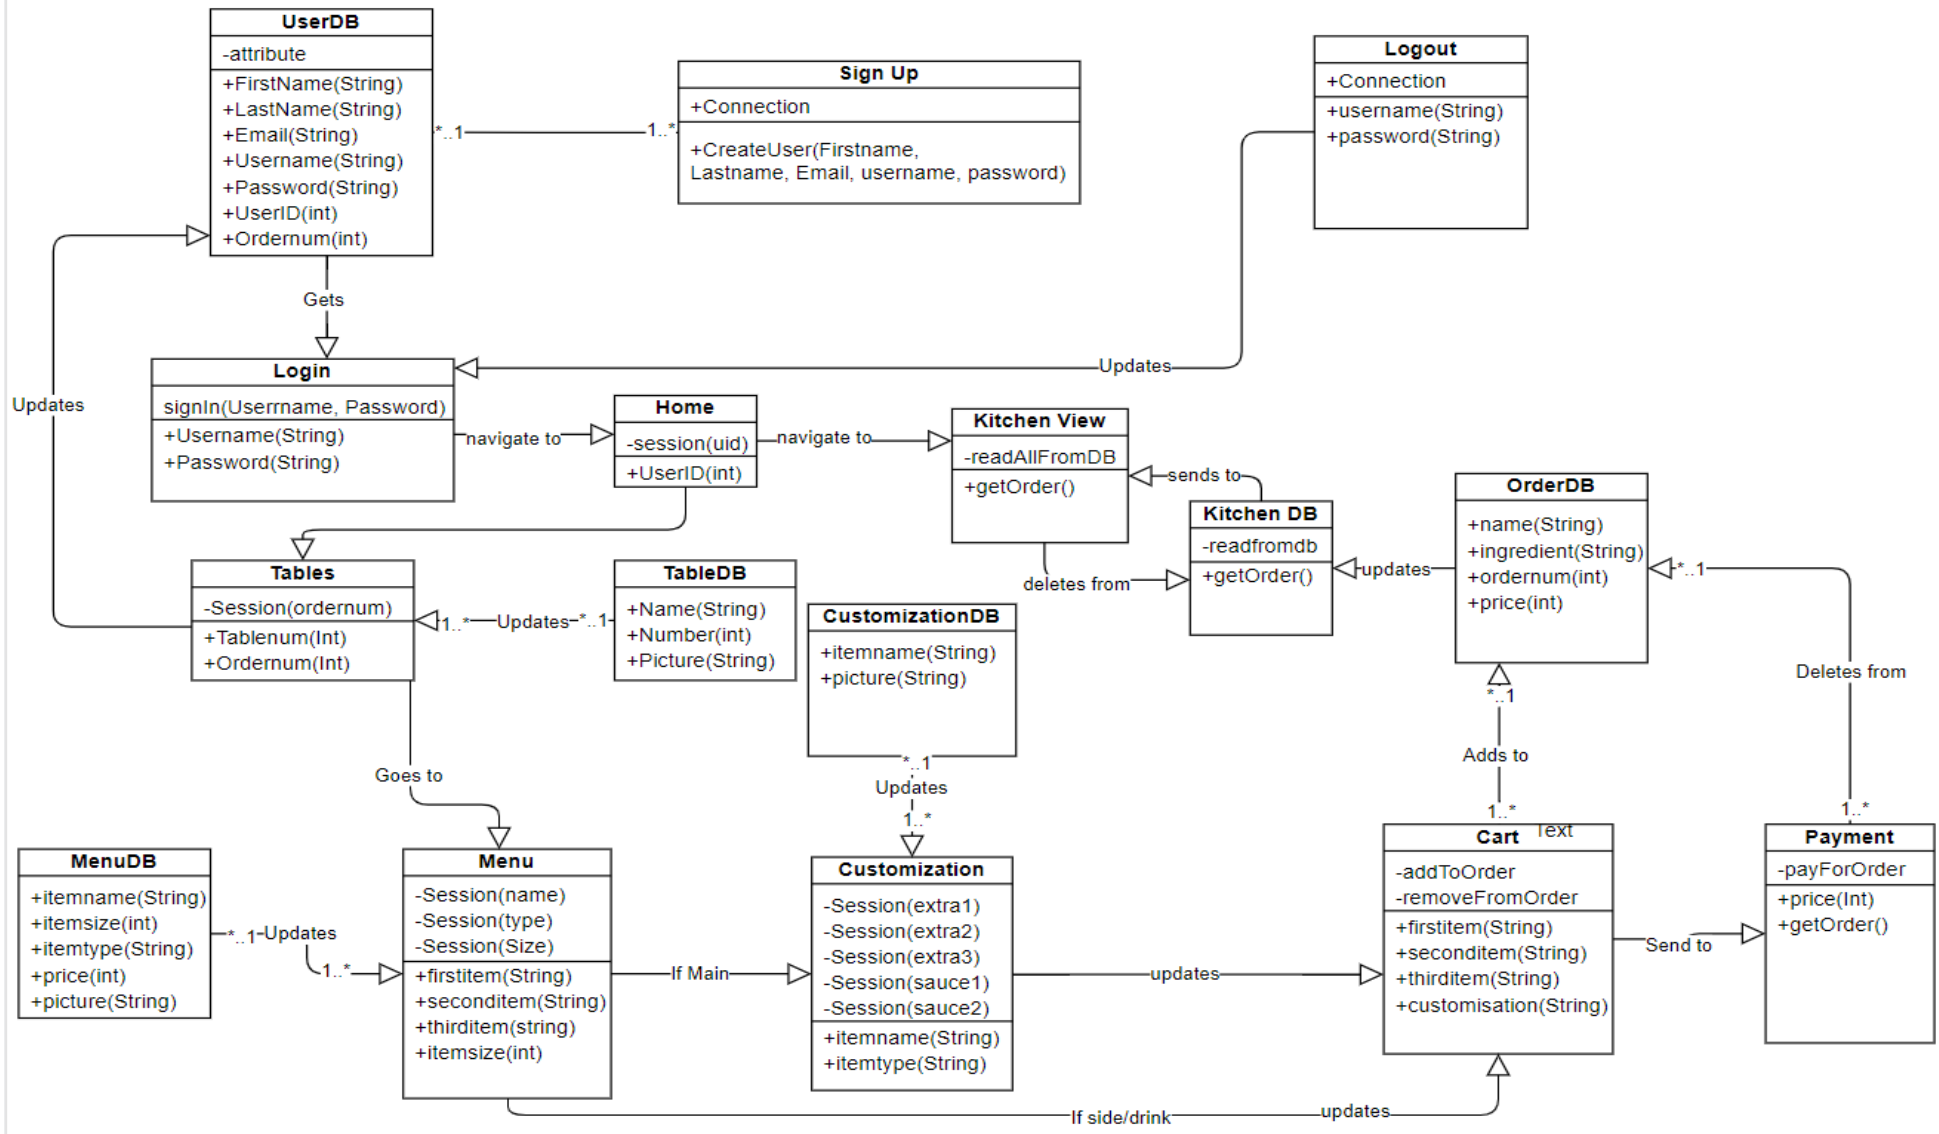 UserDB
-attribute
+FirstName(String)
+LastName(String)
+Email(String)
+Username(String)
+Password(String)
+UserID(int)
+Ordernum(int)
*..1
1..*
Sign Up
+Connection
+CreateUser(Firstname,
Lastname, Email, username, password)
Logout
+Connection
+username(String)
+password(String)
Gets
Updates
Updates
Login
signIn(Userrname, Password)
+Username(String)
+Password(String)
navigate to
Home
-session(uid)
+UserID(int)
navigate to
Kitchen View
-readAllFromDB
+getOrder()
sends to
deletes from
Kitchen DB
-readfromdb
+getOrder()
updates
OrderDB
+name(String)
+ingredient(String)
+ordernum(int)
+price(int)
*..1
Deletes from
1..*
Tables
-Session(ordernum)
+Tablenum(Int)
+Ordernum(Int)
1..*
Updates
*..1
TableDB
+Name(String)
+Number(int)
+Picture(String)
CustomizationDB
+itemname(String)
+picture(String)
*..1
Updates
1..*
*..1
Adds to
1..*
Goes to
MenuDB
+itemname(String)
+itemsize(int)
+itemtype(String)
+price(int)
+picture(String)
*..1
Updates
1..*
Menu
-Session(name)
-Session(type)
-Session(Size)
+firstitem(String)
+seconditem(String)
+thirditem(string)
+itemsize(int)
If Main
Customization
-Session(extra1)
-Session(extra2)
-Session(extra3)
-Session(sauce1)
-Session(sauce2)
+itemname(String)
+itemtype(String)
updates
Cart
Text
-addToOrder
-removeFromOrder
+firstitem(String)
+seconditem(String)
+thirditem(String)
+customisation(String)
Send to
Payment
-payForOrder
+price(Int)
+getOrder()
If side/drink
updates